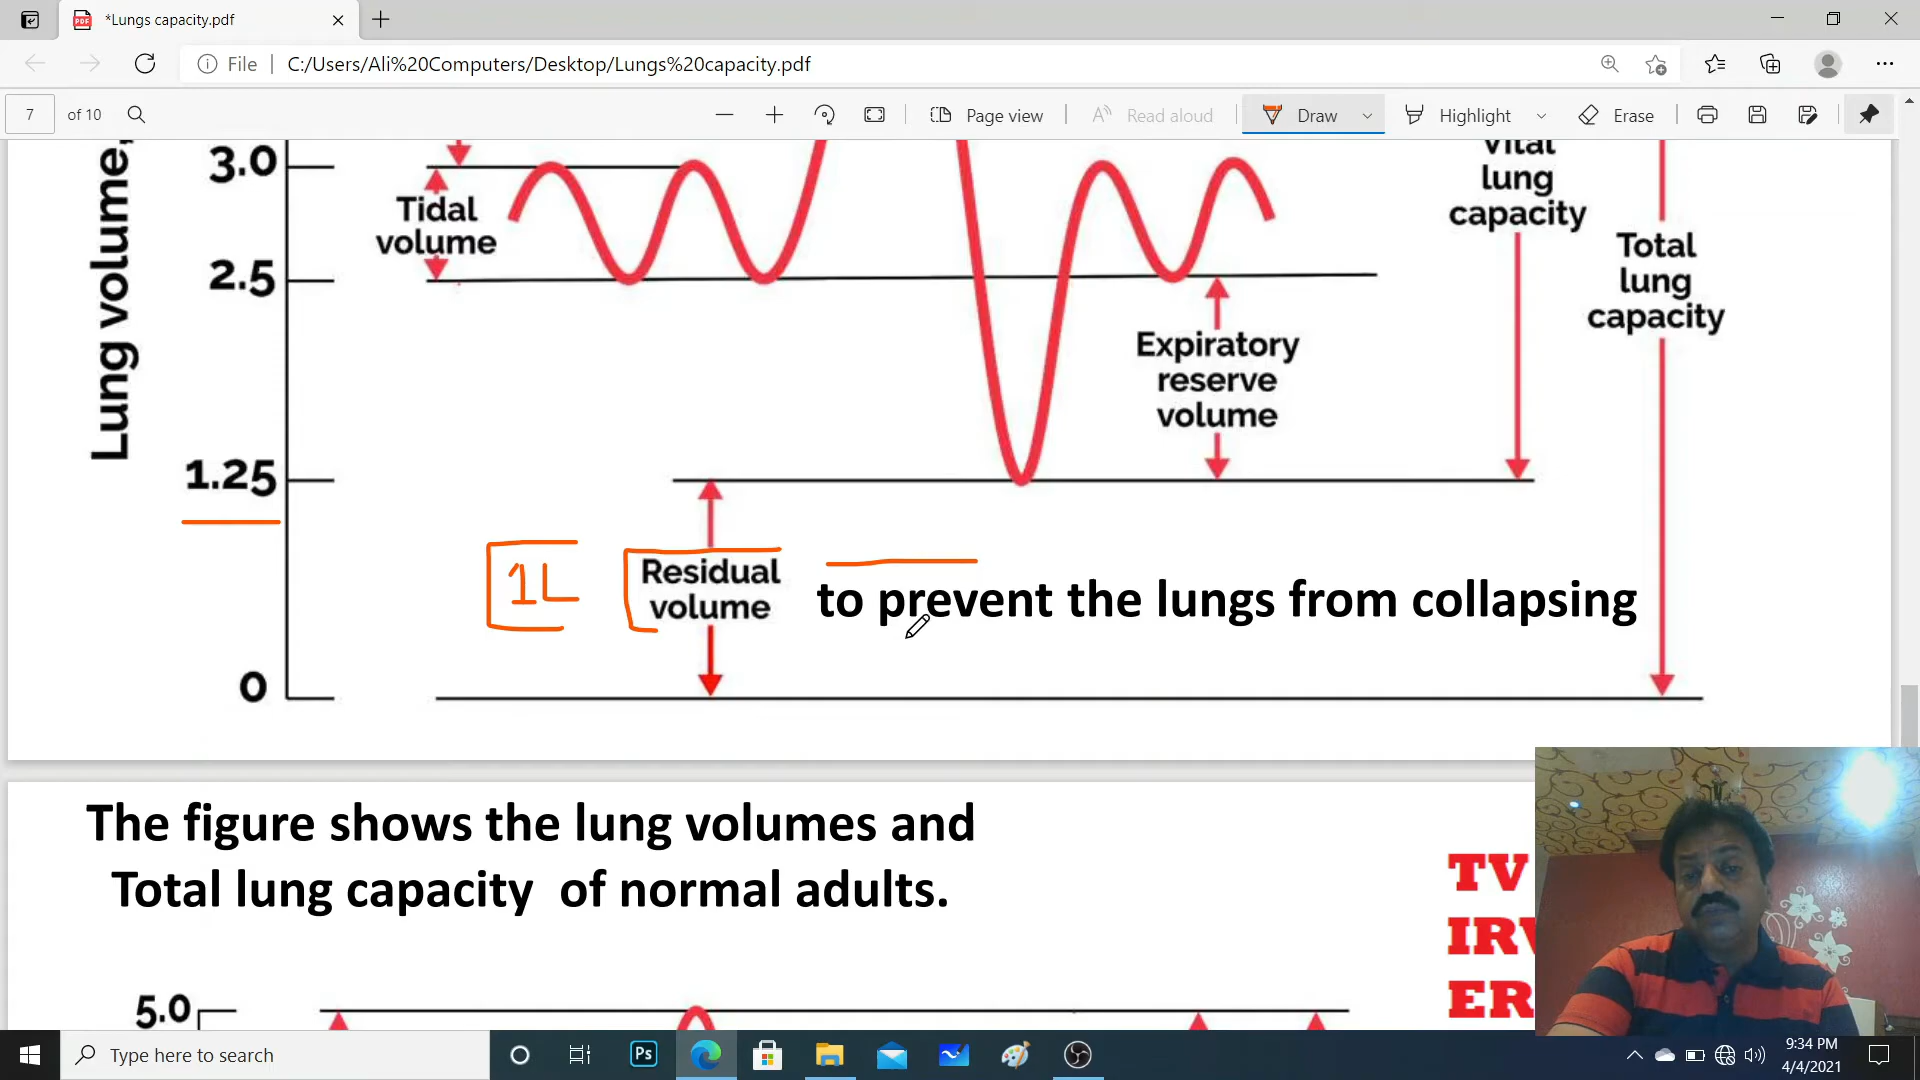 *Lungs capacity.pdf
File
C:/Users/Ali%20Computers/Desktop/Lungs%20capacity.pdf
7 of 10
Page view
Read aloud
Draw
Highlight
Erase
Lung volume,
3.0
2.5
1.25
0
Tidal
volume
Vital
lung
capacity
Total
lung
capacity
Expiratory
reserve
volume
1L
Residual
volume
to prevent the lungs from collapsing
The figure shows the lung volumes and
Total lung capacity of normal adults.
TV
IRV
ER
5.0
Type here to search
Ps
9:34 PM
4/4/2021